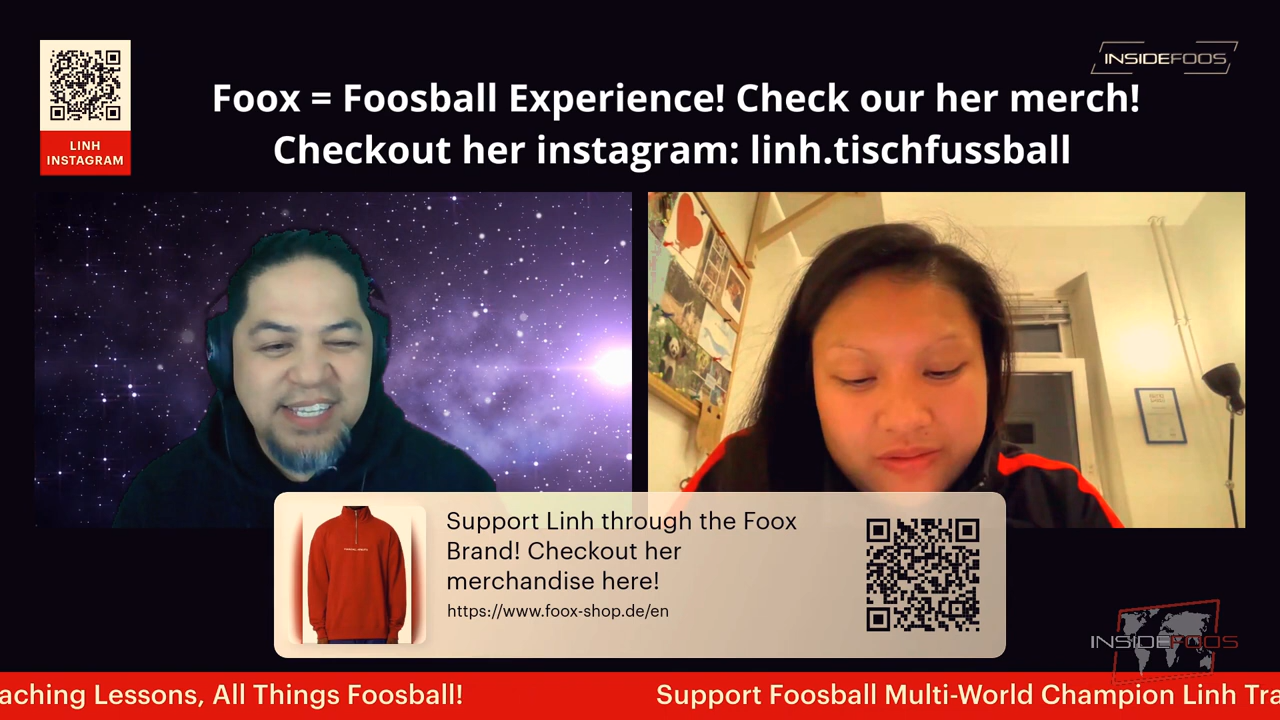 INSIDEFOOS
Foox = Foosball Experience! Check our her merch!
Checkout her instagram: linh.tischfussball
LINH
INSTAGRAM
Support Linh through the Foox
Brand! Checkout her
merchandise here!
https://www.foox-shop.de/en
INSIDEFOOS
aching Lessons, All Things Foosball!
Support Foosball Multi-World Champion Linh Tra